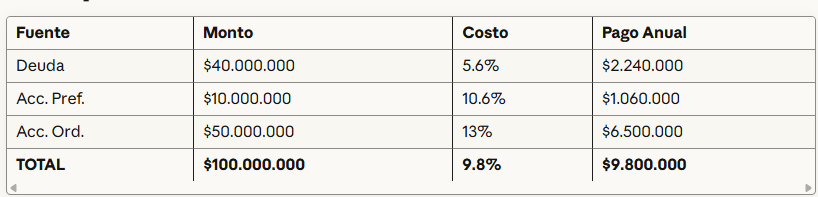 Fuente Monto Costo Pago Anual
Deuda $40.000.000 5.6% $2.240.000
Acc. Pref. $10.000.000 10.6% $1.060.000
Acc. Ord. $50.000.000 13% $6.500.000
TOTAL $100.000.000 9.8% $9.800.000